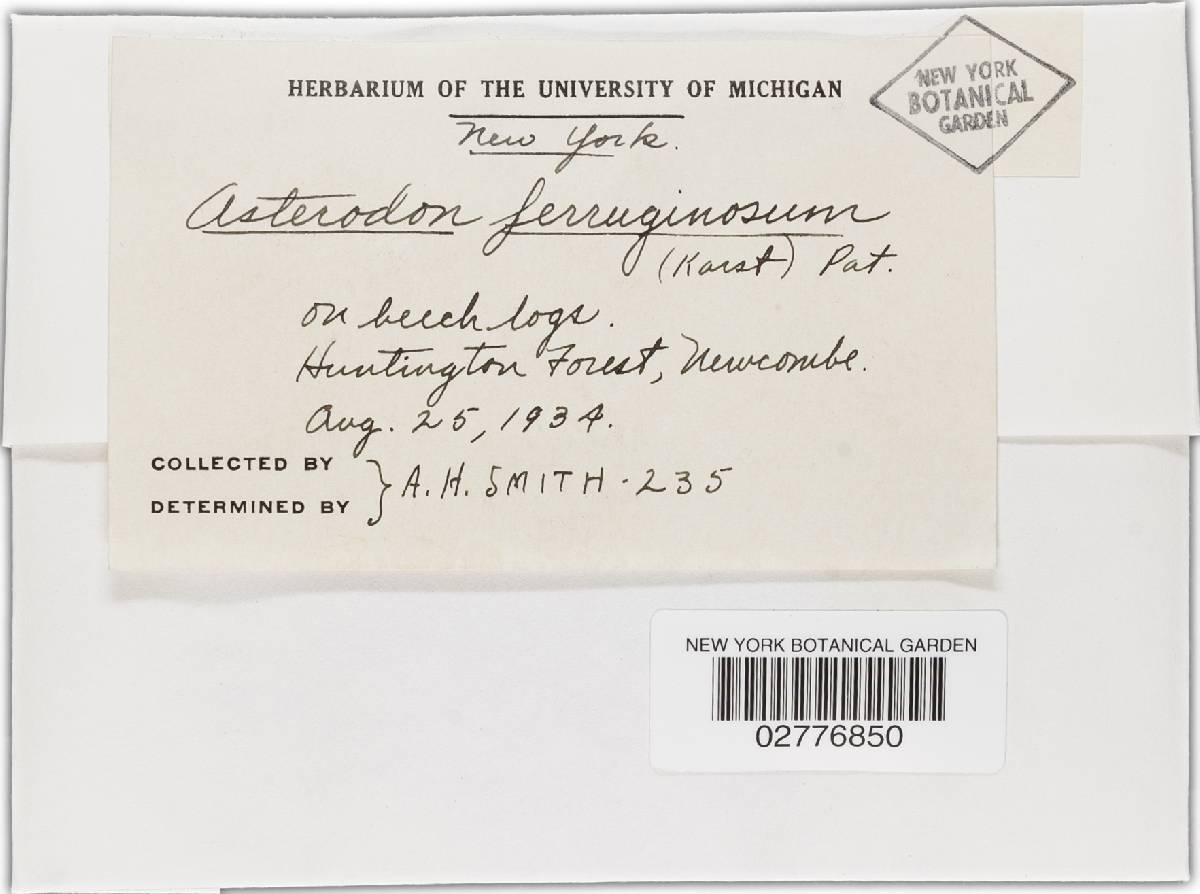 HERBARIUM OF THE UNIVERSITY OF MICHIGAN
NEW YORK
BOTANICAL
GARDEN
New York.
Asterodon ferruginosum
(Karst) Pat.
on beech logs.
Huntington Forest, Newcombe.
Aug. 25, 1934.
COLLECTED BY
DETERMINED BY
} A. H. SMITH - 235
NEW YORK BOTANICAL GARDEN
02776850